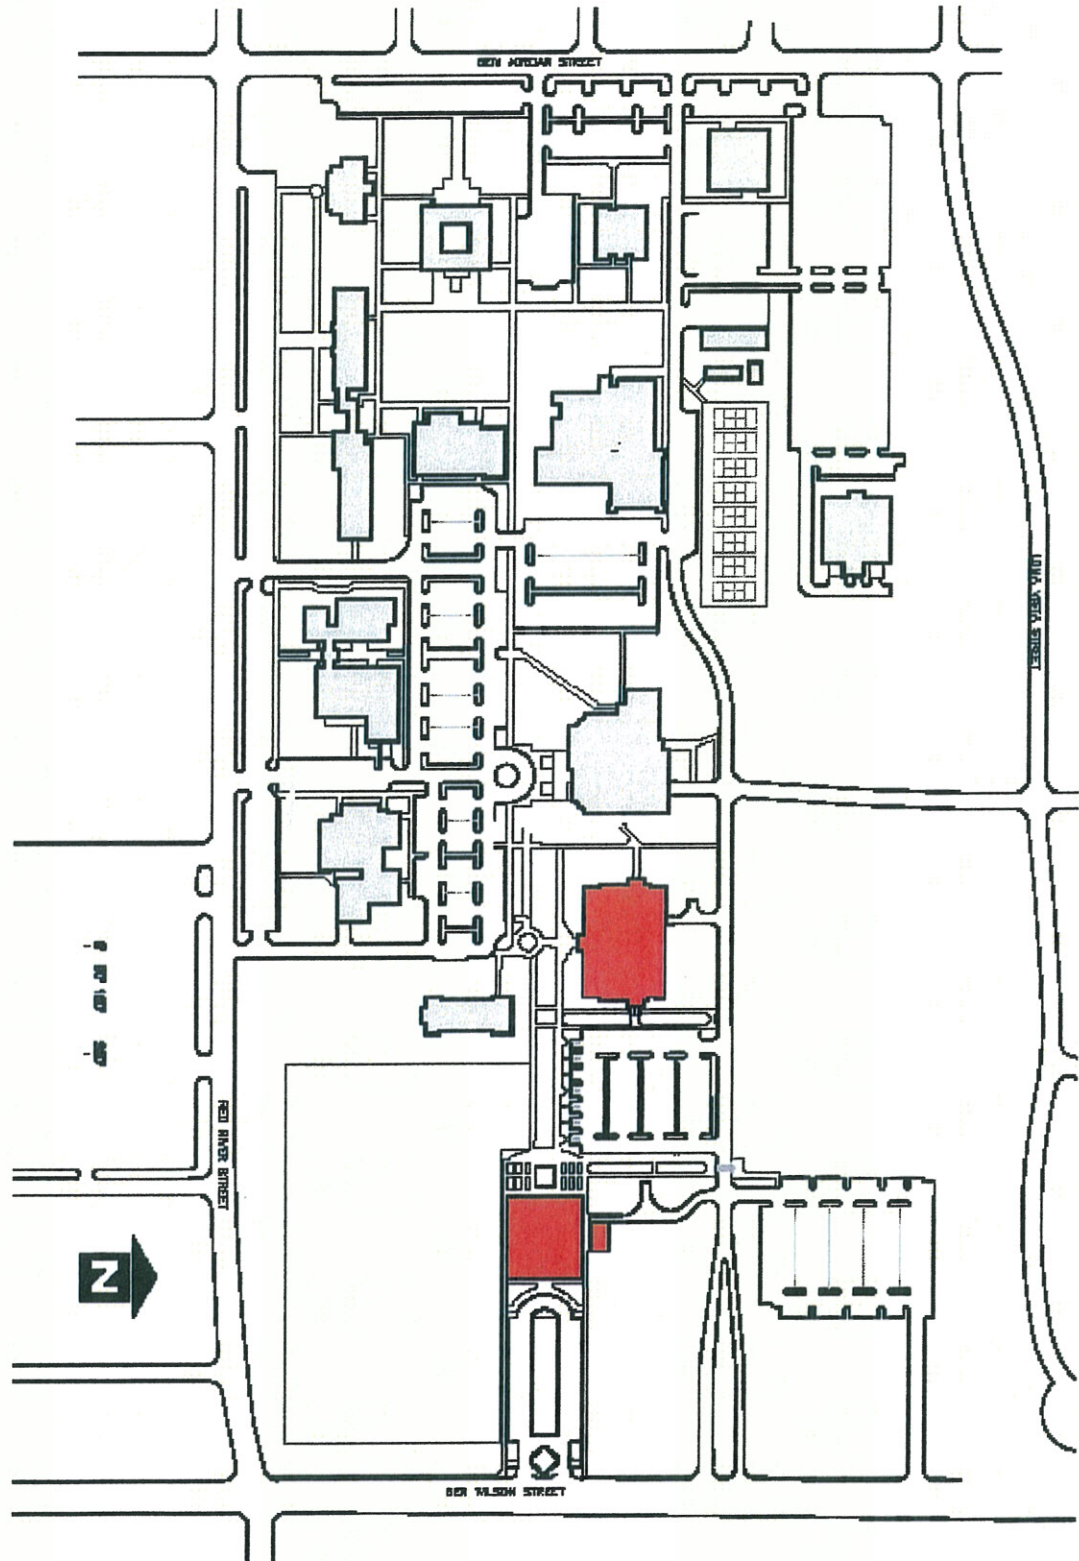 BEN JORDAN STREET
LOMA VISTA STREET
RED RIVER STREET
N
BEN WILSON STREET